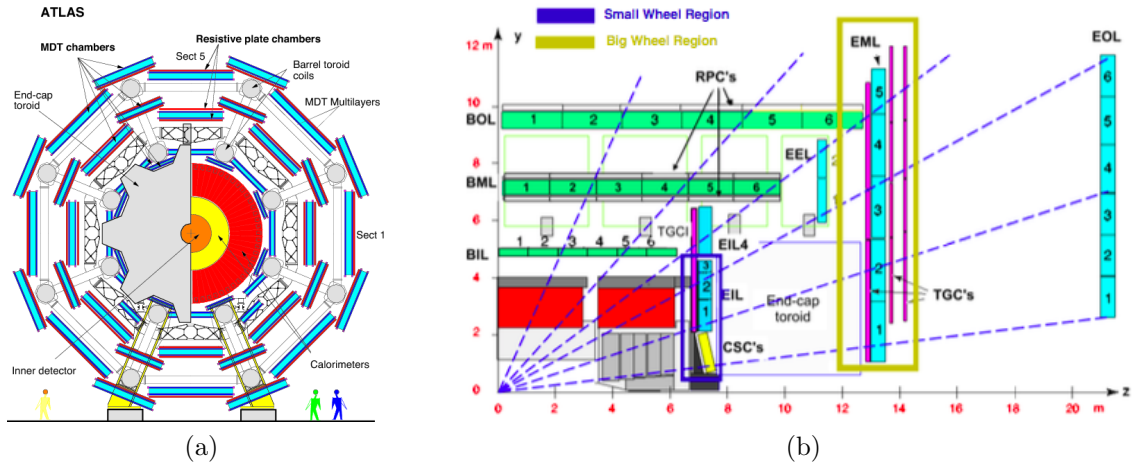 ATLAS
Resistive plate chambers
MDT chambers
Sect 5
Barrel toroid
coils
End-cap
toroid
MDT Multilayers
Sect 1
Inner detector
Calorimeters
(a)
Small Wheel Region
Big Wheel Region
y
12 m
EML
EOL
RPC's
6
5
10
BOL
1 2 3 4 5 6
5
EEL
2
1
4
4
8
BML
1 2 3 4 5 6
3
3
6
TGCI
EIL4
1 2 3 4 5 6
BIL
2
2
4
3
EIL
2
End-cap
toroid
TGC's
1
1
1
2
CSC's
0
0 2 4 6 8 10 12 14 16 18 20 m z
(b)